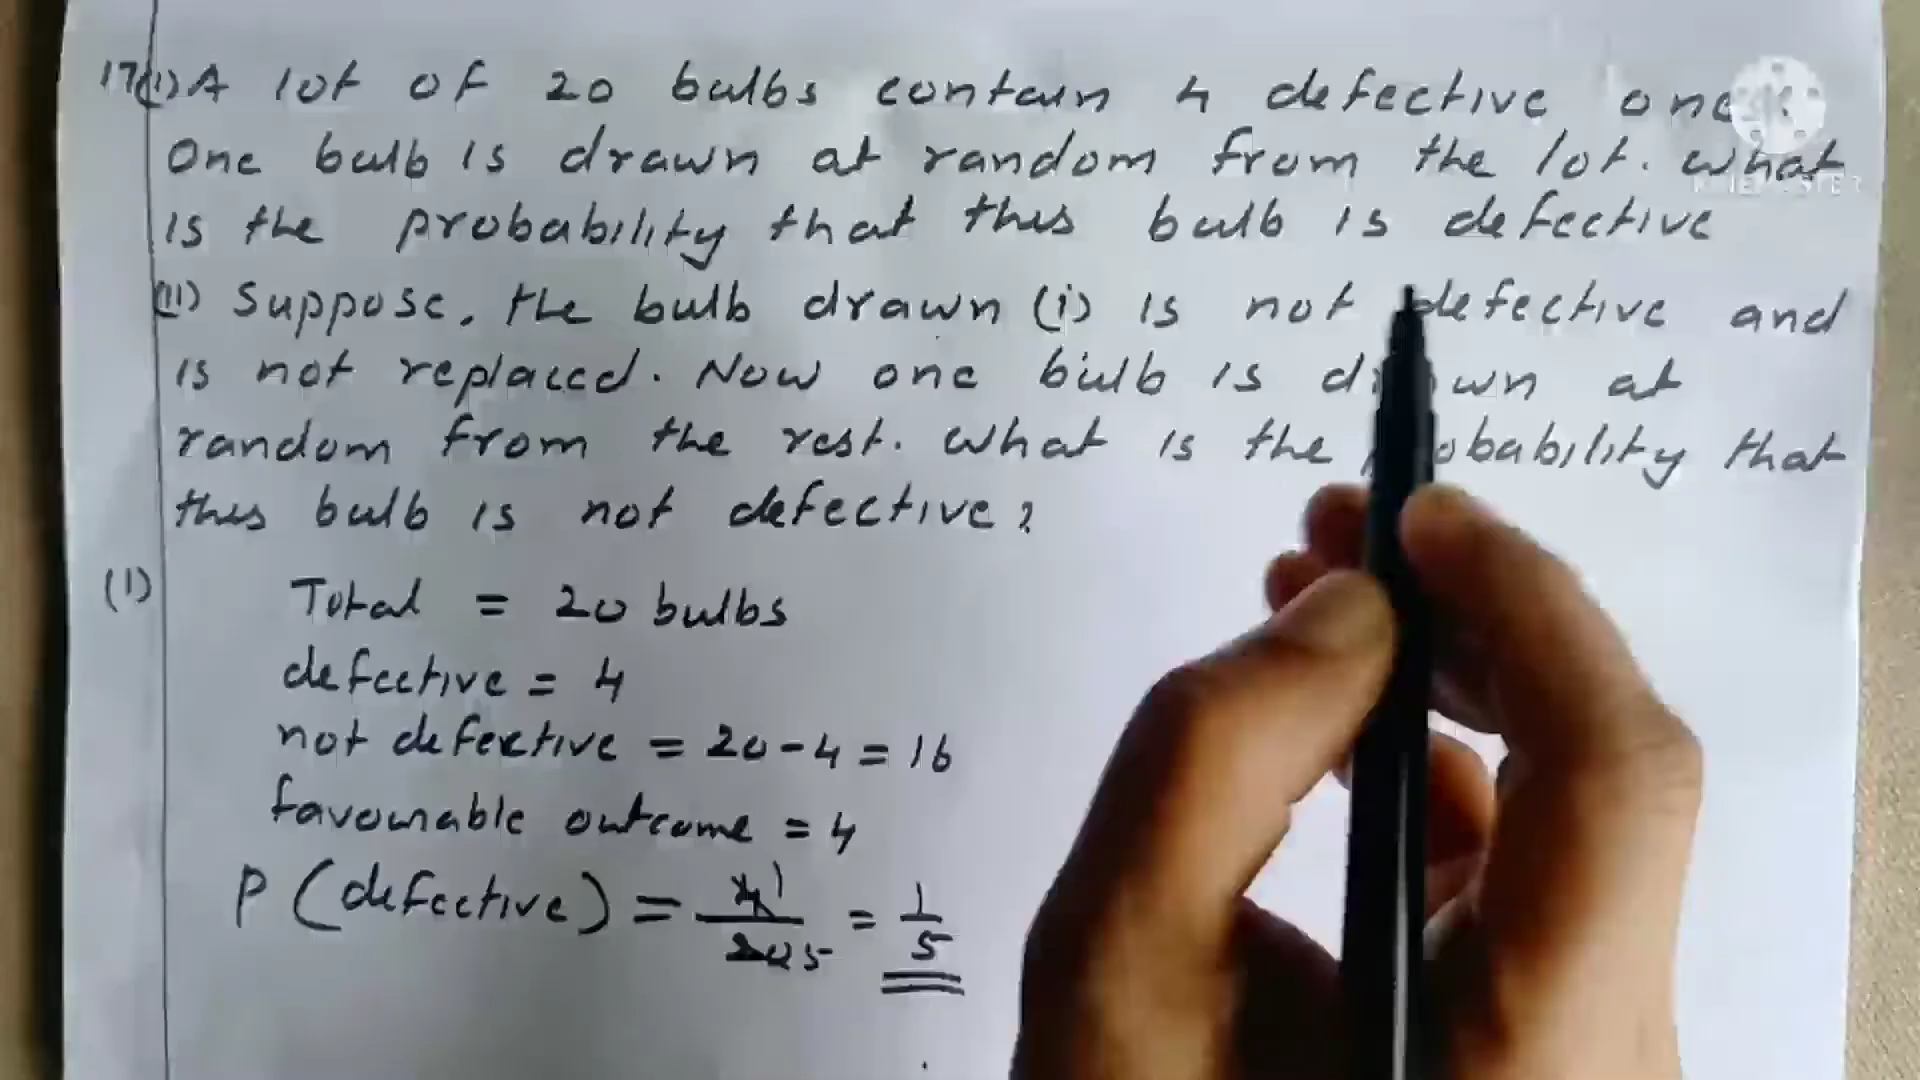 17(i) A lot of 20 bulbs contain 4 defective
One bulb is drawn at random from the lot. What
is the probability that this bulb is defective
(ii) Suppose, the bulb drawn (i) is not defective and
is not replaced. Now one bulb is drawn at
random from the rest. What is the probability that
this bulb is not defective?
(1)
Total = 20 bulbs
defective = 4
not defective = 20-4 = 16
favourable outcome = 4
P (defective) = 4 1 / 20 5 = 1/5